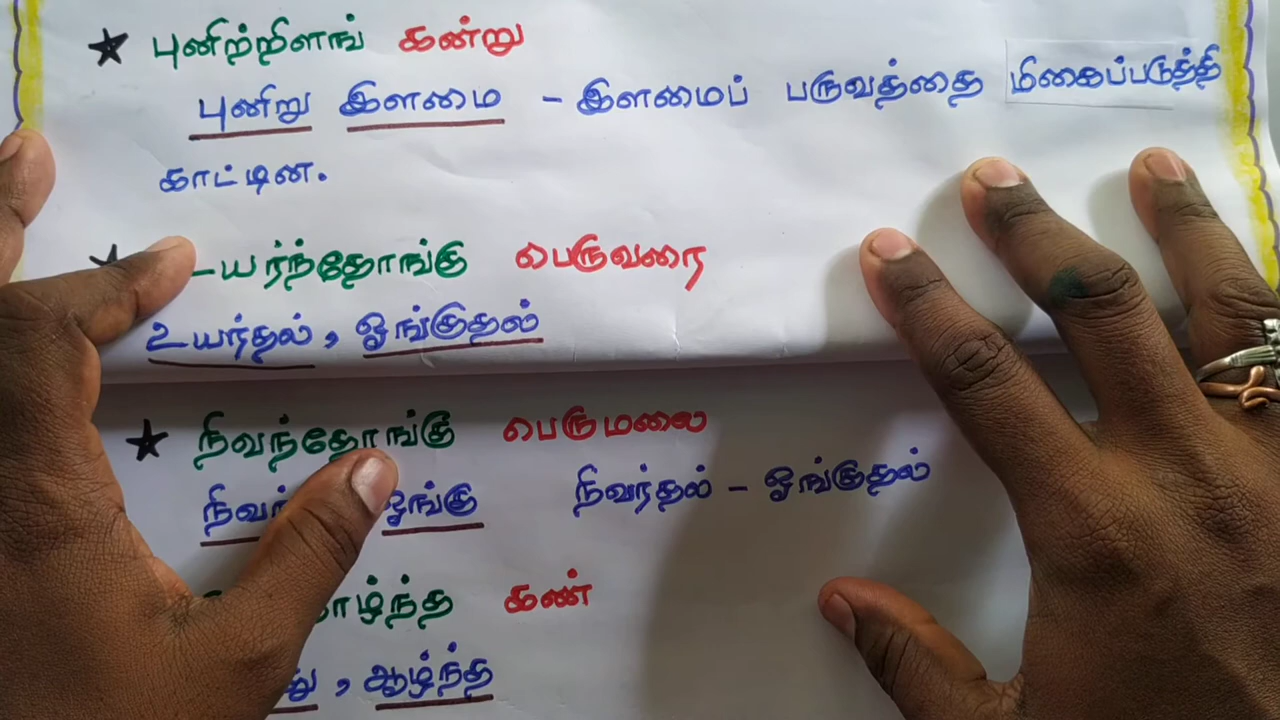 ★ புனிற்றிளங் கன்று
புனிறு இளமை - இளமைப் பருவத்தை மிகைப்படுத்தி
காட்டின.
பெருவரை
உயர்தல் , ஓங்குதல்
★ நிவந்தோங்கு பெருமலை
ஓங்கு நிவர்தல் - ஓங்குதல்
கண்
, ஆழ்ந்த